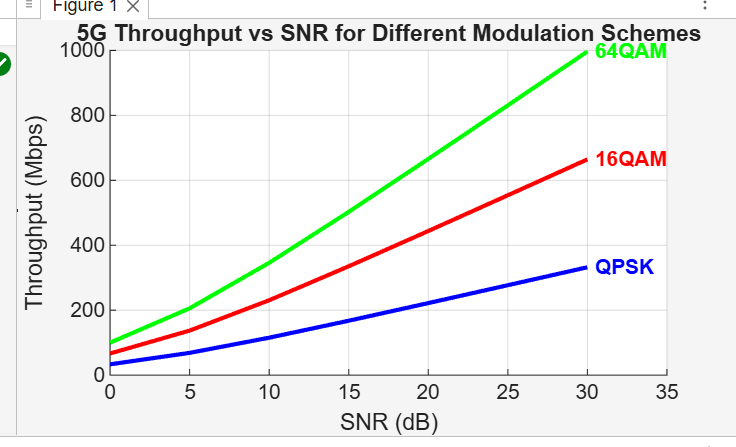 Figure 1
5G Throughput vs SNR for Different Modulation Schemes
1000
800
600
400
200
0
Throughput (Mbps)
64QAM
16QAM
QPSK
0 5 10 15 20 25 30 35
SNR (dB)